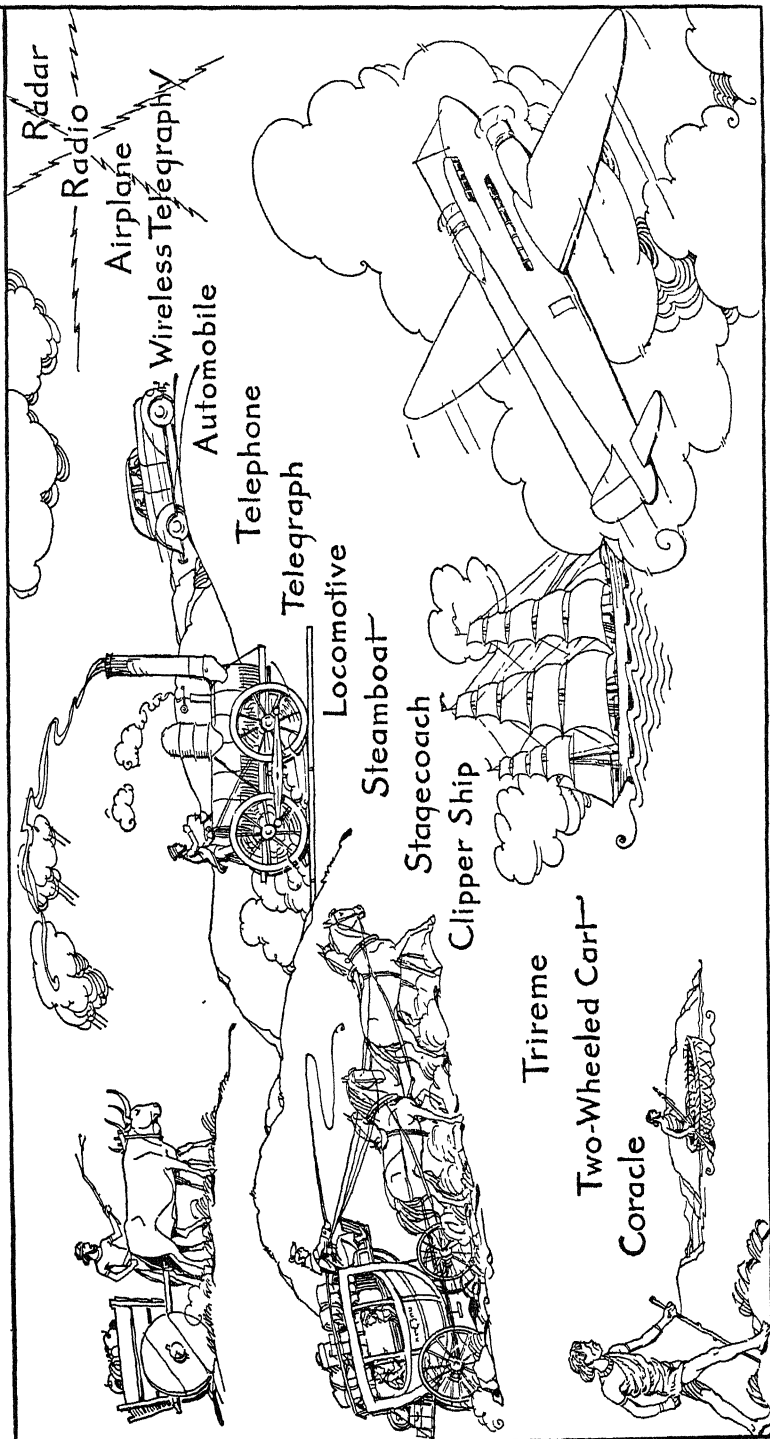 Radar
Radio
Airplane
Wireless Telegraphy
Automobile
Telephone
Telegraph
Locomotive
Steamboat
Stagecoach
Clipper Ship
Trireme
Two-Wheeled Cart
Coracle